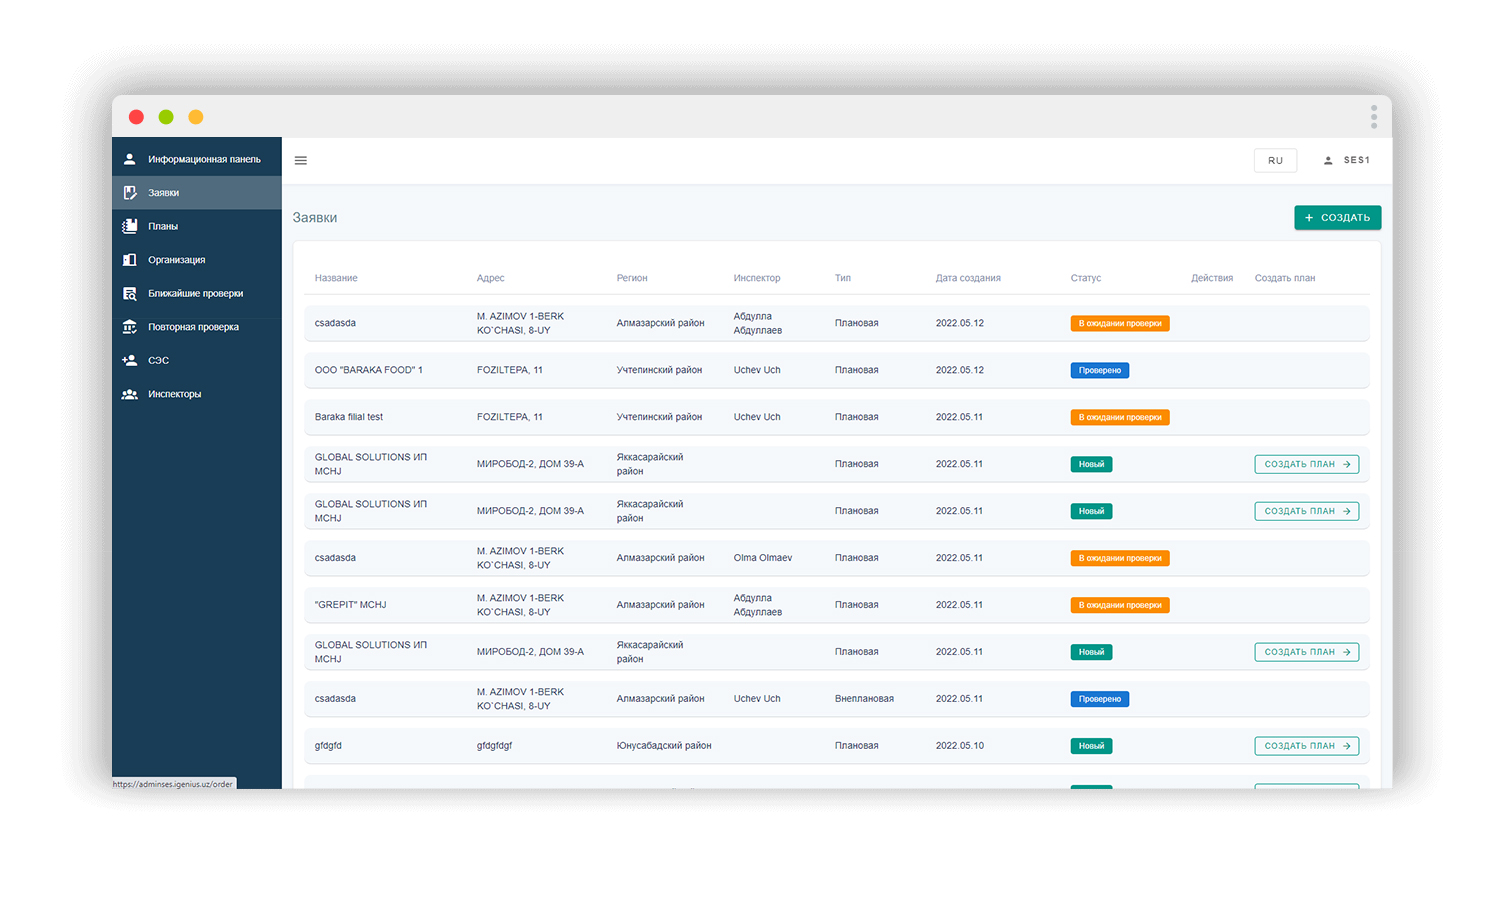 Информационная панель
Заявки
Планы
Организация
Ближайшие проверки
Повторная проверка
СЭС
Инспекторы
https://adminses.igenius.uz/order
RU
SES1
Заявки
+ СОЗДАТЬ
Название Адрес Регион Инспектор Тип Дата создания Статус Действия Создать план
csadasda M. AZIMOV 1-BERK KO`CHASI, 8-UY Алмазарский район Абдулла Абдуллаев Плановая 2022.05.12 В ожидании проверки
ООО "BARAKA FOOD" 1 FOZILTEPA, 11 Учтепинский район Uchev Uch Плановая 2022.05.12 Проверено
Baraka filial test FOZILTEPA, 11 Учтепинский район Uchev Uch Плановая 2022.05.11 В ожидании проверки
GLOBAL SOLUTIONS ИП MCHJ МИРОБОД-2, ДОМ 39-А Яккасарайский район Плановая 2022.05.11 Новый СОЗДАТЬ ПЛАН →
GLOBAL SOLUTIONS ИП MCHJ МИРОБОД-2, ДОМ 39-А Яккасарайский район Плановая 2022.05.11 Новый СОЗДАТЬ ПЛАН →
csadasda M. AZIMOV 1-BERK KO`CHASI, 8-UY Алмазарский район Olma Olmaev Плановая 2022.05.11 В ожидании проверки
"GREPIT" MCHJ M. AZIMOV 1-BERK KO`CHASI, 8-UY Алмазарский район Абдулла Абдуллаев Плановая 2022.05.11 В ожидании проверки
GLOBAL SOLUTIONS ИП MCHJ МИРОБОД-2, ДОМ 39-А Яккасарайский район Плановая 2022.05.11 Новый СОЗДАТЬ ПЛАН →
csadasda M. AZIMOV 1-BERK KO`CHASI, 8-UY Алмазарский район Uchev Uch Внеплановая 2022.05.11 Проверено
gfdgfd gfdgfdgf Юнусабадский район Плановая 2022.05.10 Новый СОЗДАТЬ ПЛАН →